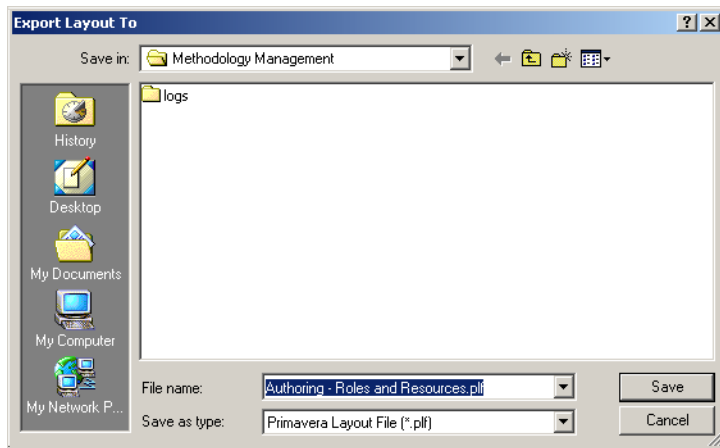 Export Layout To
Save in: Methodology Management
logs
History
Desktop
My Documents
My Computer
My Network P...
File name: Authoring - Roles and Resources.plf Save
Save as type: Primavera Layout File (*.plf) Cancel